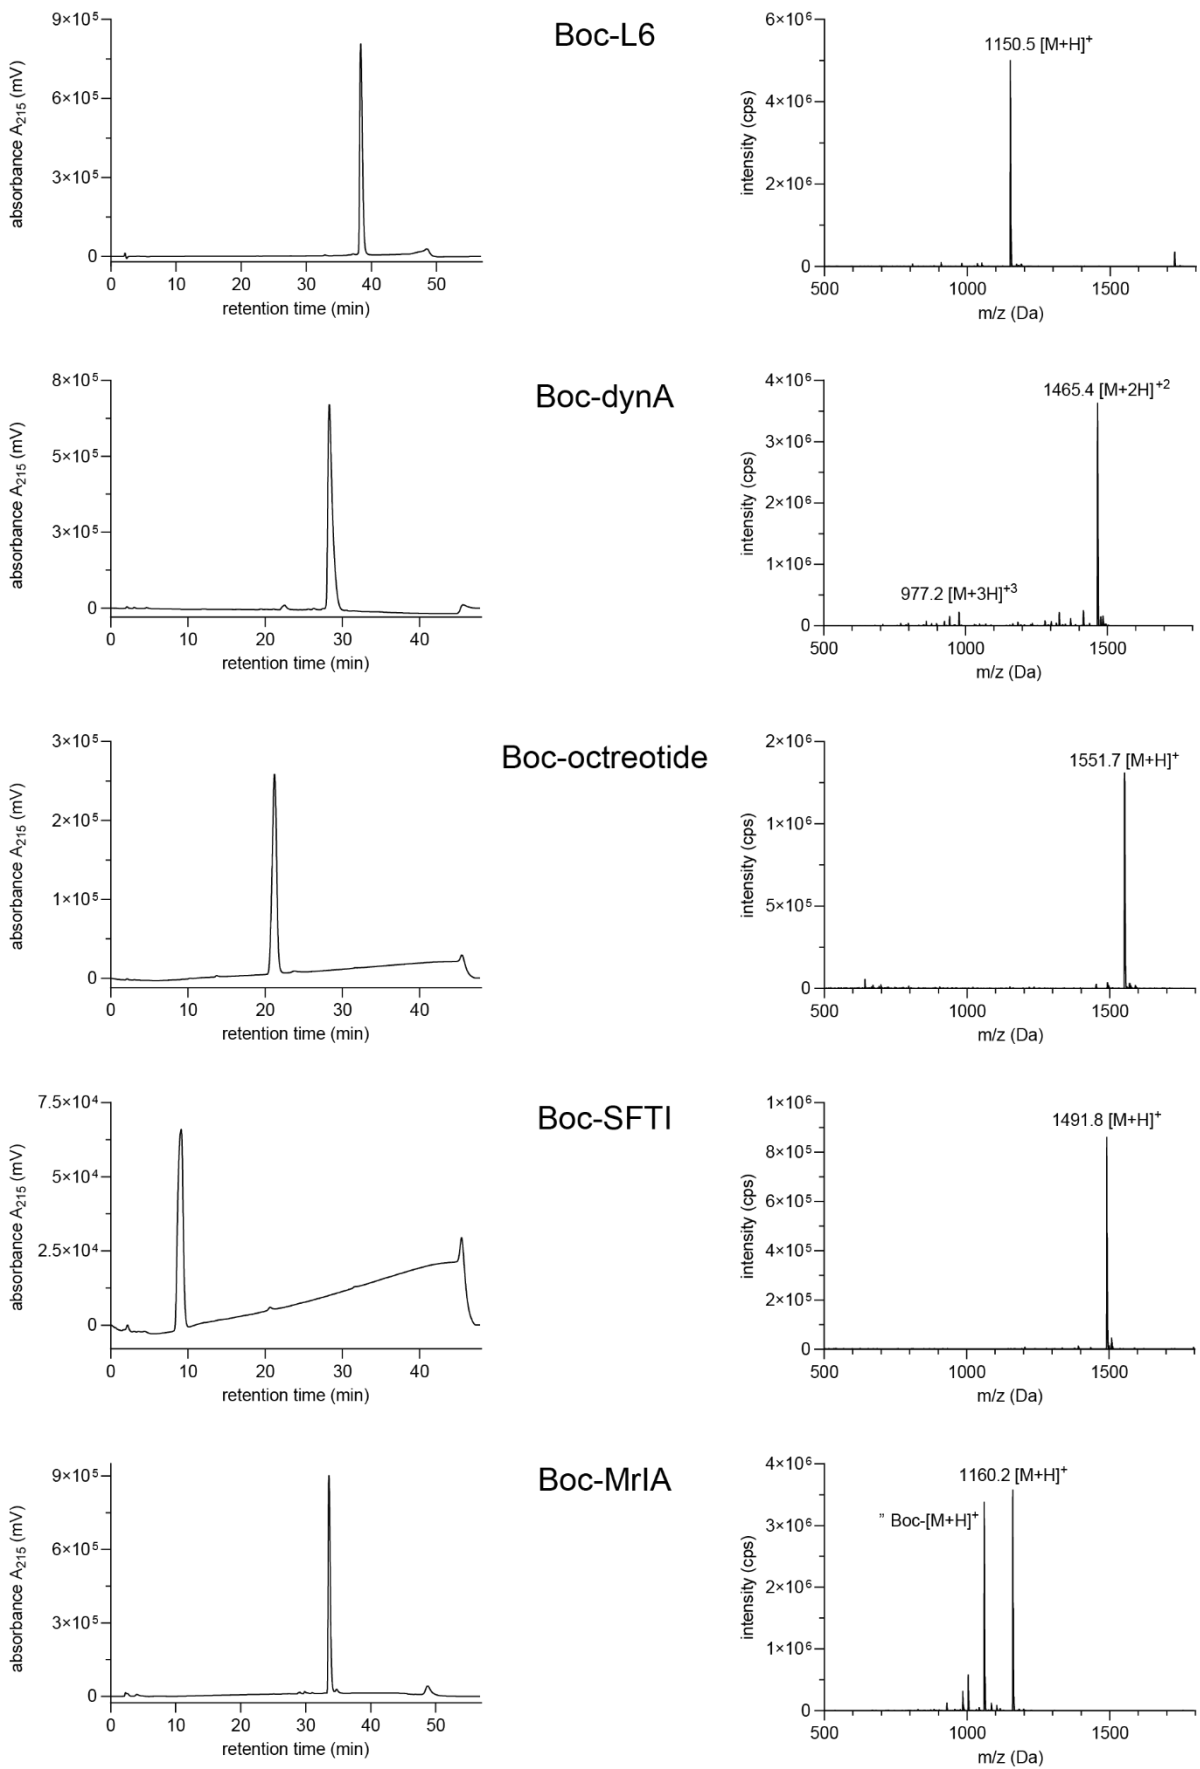 Boc-L6
absorbance A₂₁₅ (mV)
9×10⁵
6×10⁵
3×10⁵
0
0 10 20 30 40 50
retention time (min)
intensity (cps)
6×10⁶
4×10⁶
2×10⁶
0
1150.5 [M+H]⁺
500 1000 1500
m/z (Da)
Boc-dynA
absorbance A₂₁₅ (mV)
8×10⁵
5×10⁵
3×10⁵
0
0 10 20 30 40
retention time (min)
intensity (cps)
4×10⁶
3×10⁶
2×10⁶
1×10⁶
0
1465.4 [M+2H]⁺²
977.2 [M+3H]⁺³
500 1000 1500
m/z (Da)
Boc-octreotide
absorbance A₂₁₅ (mV)
3×10⁵
2×10⁵
1×10⁵
0
0 10 20 30 40
retention time (min)
intensity (cps)
2×10⁶
1×10⁶
5×10⁵
0
1551.7 [M+H]⁺
500 1000 1500
m/z (Da)
Boc-SFTI
absorbance A₂₁₅ (mV)
7.5×10⁴
5×10⁴
2.5×10⁴
0
0 10 20 30 40
retention time (min)
intensity (cps)
1×10⁶
8×10⁵
6×10⁵
4×10⁵
2×10⁵
0
1491.8 [M+H]⁺
500 1000 1500
m/z (Da)
Boc-MrIA
absorbance A₂₁₅ (mV)
9×10⁵
6×10⁵
3×10⁵
0
0 10 20 30 40 50
retention time (min)
intensity (cps)
4×10⁶
3×10⁶
2×10⁶
1×10⁶
0
1160.2 [M+H]⁺
" Boc-[M+H]⁺
500 1000 1500
m/z (Da)